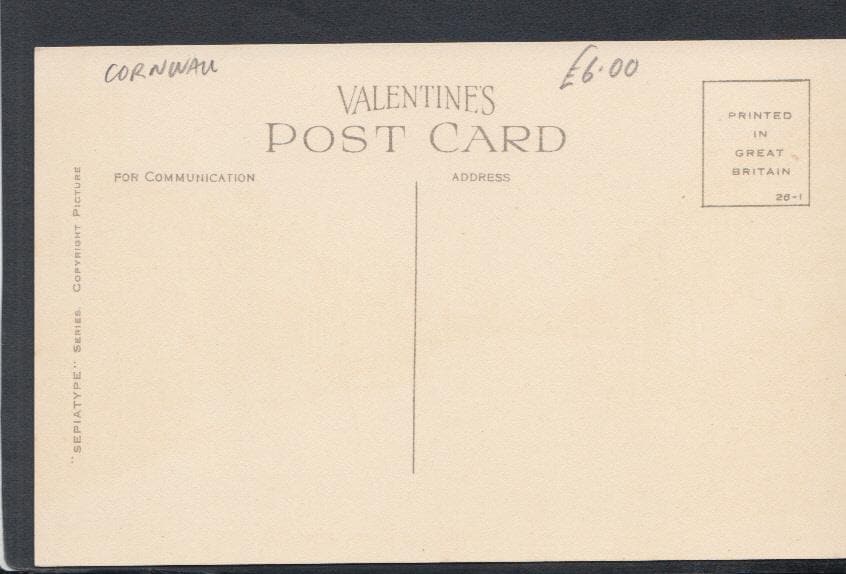 CORNWALL
£6.00
VALENTINE'S
POST CARD
FOR COMMUNICATION
ADDRESS
PRINTED
IN
GREAT
BRITAIN
26-1
"SEPIATYPE" SERIES. COPYRIGHT PICTURE